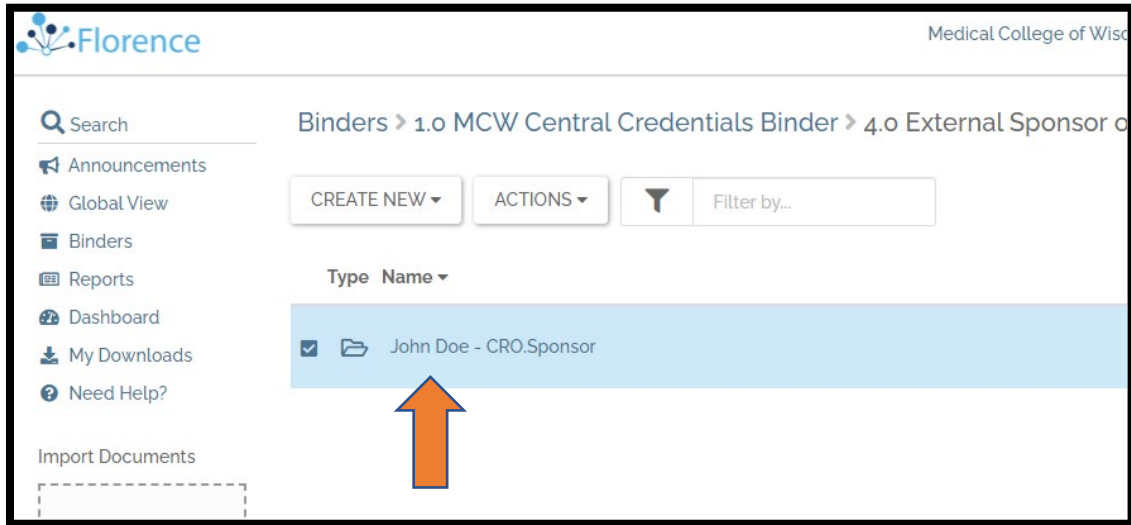 Florence
Medical College of Wisc
Search
Binders > 1.0 MCW Central Credentials Binder > 4.0 External Sponsor o
Announcements
Global View
Binders
Reports
Dashboard
My Downloads
Need Help?
Import Documents
CREATE NEW
ACTIONS
Filter by...
Type Name
John Doe - CRO.Sponsor